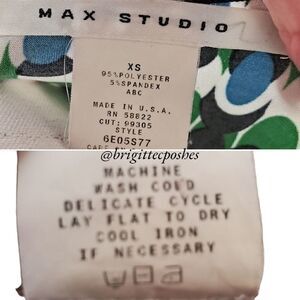 MAX STUDIO
XS
95% POLYESTER
5% SPANDEX
ABC
MADE IN U.S.A.
RN 58822
CUT: 99305
STYLE
6E05S77
@brigittecposhes
MACHINE
WASH COLD
DELICATE CYCLE
LAY FLAT TO DRY
COOL IRON
IF NECESSARY